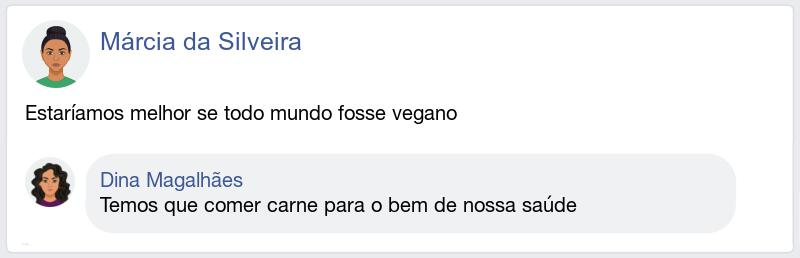 Márcia da Silveira
Estaríamos melhor se todo mundo fosse vegano
Dina Magalhães
Temos que comer carne para o bem de nossa saúde